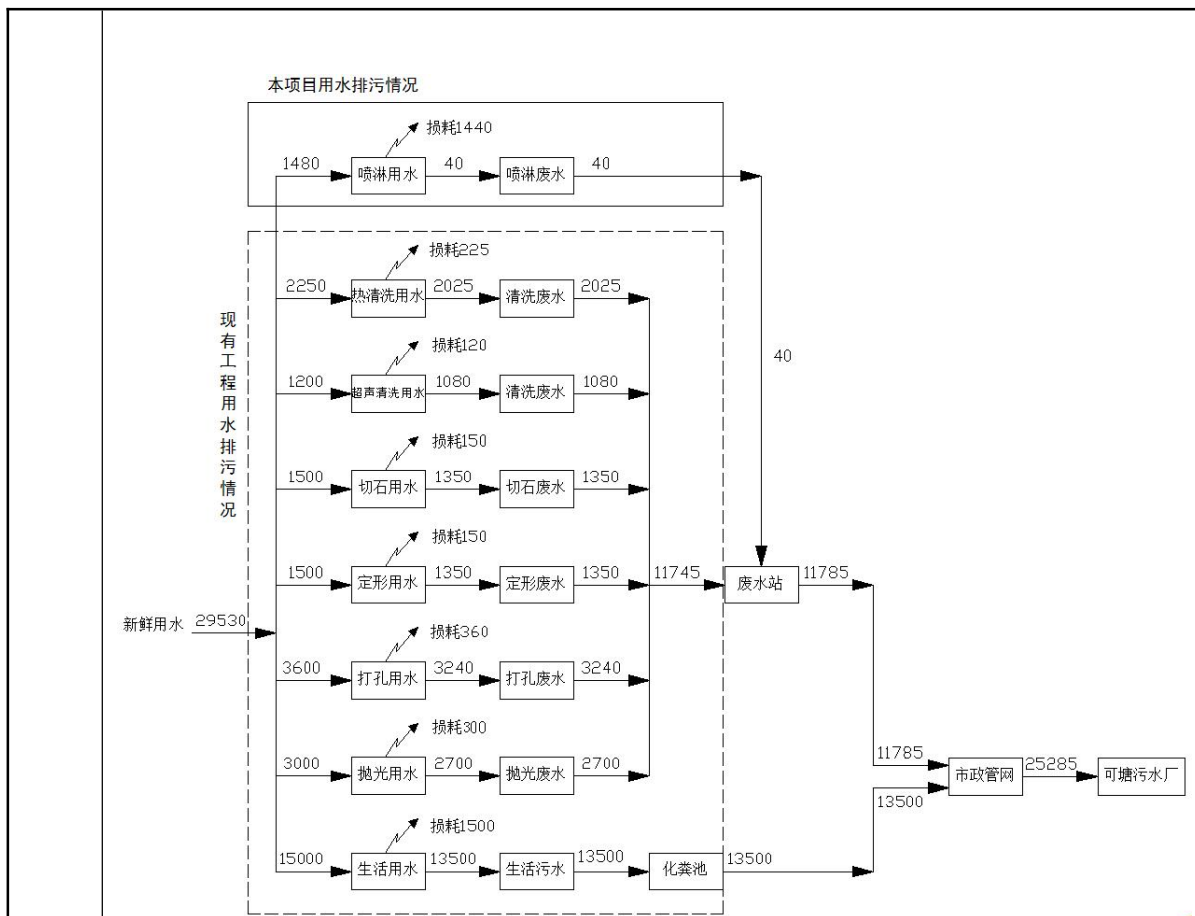 本项目用水排污情况
损耗1440
1480 喷淋用水 40 喷淋废水 40
现有工程用水排污情况
损耗225
2250 热清洗用水 2025 清洗废水 2025
损耗120
40
1200 超声清洗用水 1080 清洗废水 1080
损耗150
1500 切石用水 1350 切石废水 1350
损耗150
1500 定形用水 1350 定形废水 1350 11745 废水站 11785
新鲜用水 29530
损耗360
3600 打孔用水 3240 打孔废水 3240
损耗300
3000 抛光用水 2700 抛光废水 2700
11785
市政管网 25285 可塘污水厂
13500
损耗1500
15000 生活用水 13500 生活污水 13500 化粪池 13500